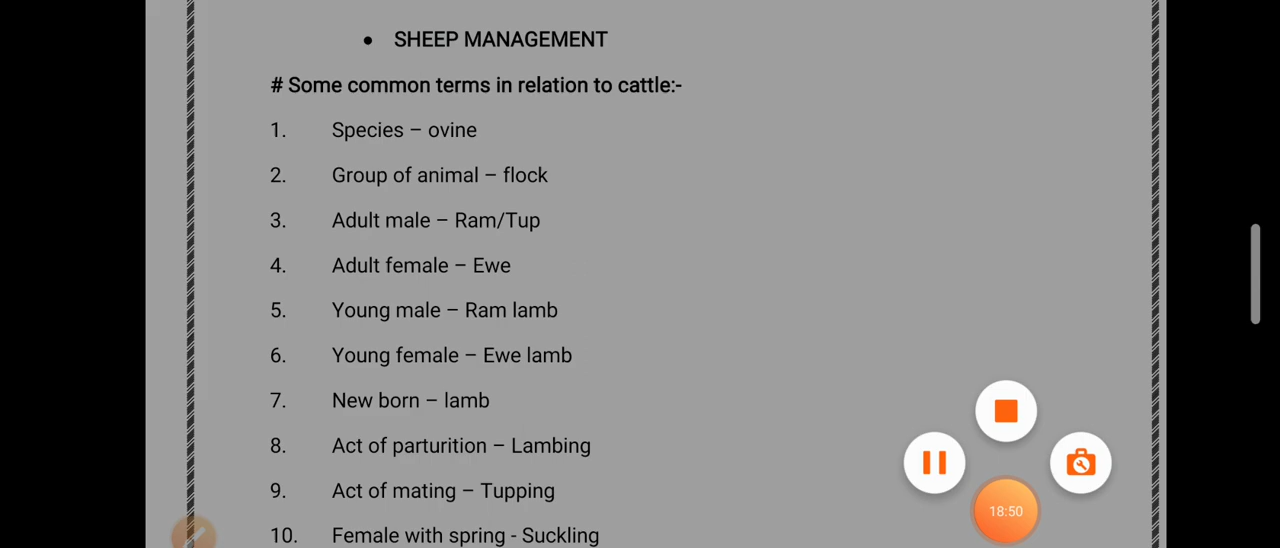 • SHEEP MANAGEMENT
# Some common terms in relation to cattle:-
1. Species – ovine
2. Group of animal – flock
3. Adult male – Ram/Tup
4. Adult female – Ewe
5. Young male – Ram lamb
6. Young female – Ewe lamb
7. New born – lamb
8. Act of parturition – Lambing
9. Act of mating – Tupping
10. Female with spring - Suckling
18:50